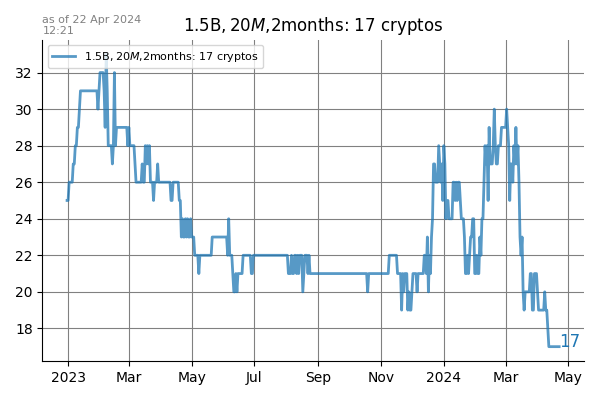 as of 22 Apr 2024
12:21
1.5B, 20M,2months: 17 cryptos
1.5B, 20M,2months: 17 cryptos
32
30
28
26
24
22
20
18
17
2023 Mar May Jul Sep Nov 2024 Mar May